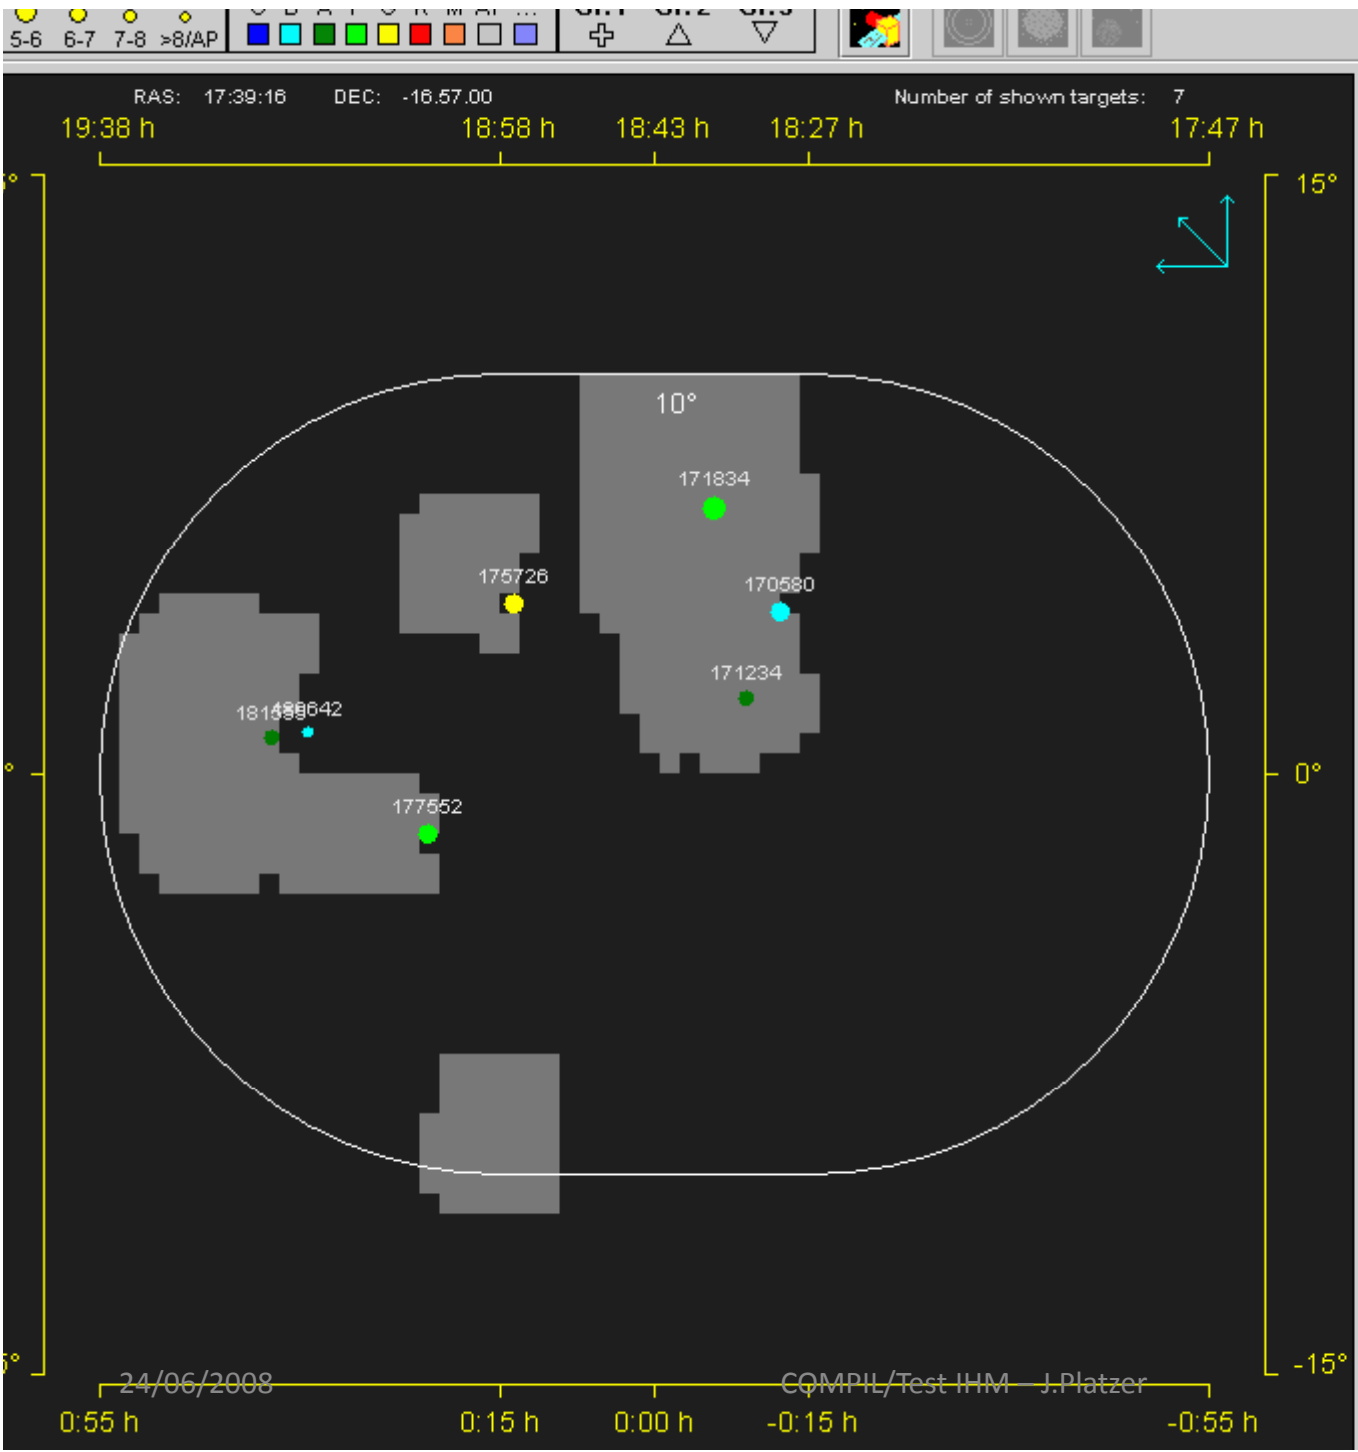 5-6 6-7 7-8 >8/AP
RAS: 17:39:16 DEC: -16.57.00 Number of shown targets: 7
19:38 h 18:58 h 18:43 h 18:27 h 17:47 h
15°
10°
171834
175726
170580
171234
177552
0°
-15°
24/06/2008 COMPIL/Test IHM – J.Platzer
0:55 h 0:15 h 0:00 h -0:15 h -0:55 h